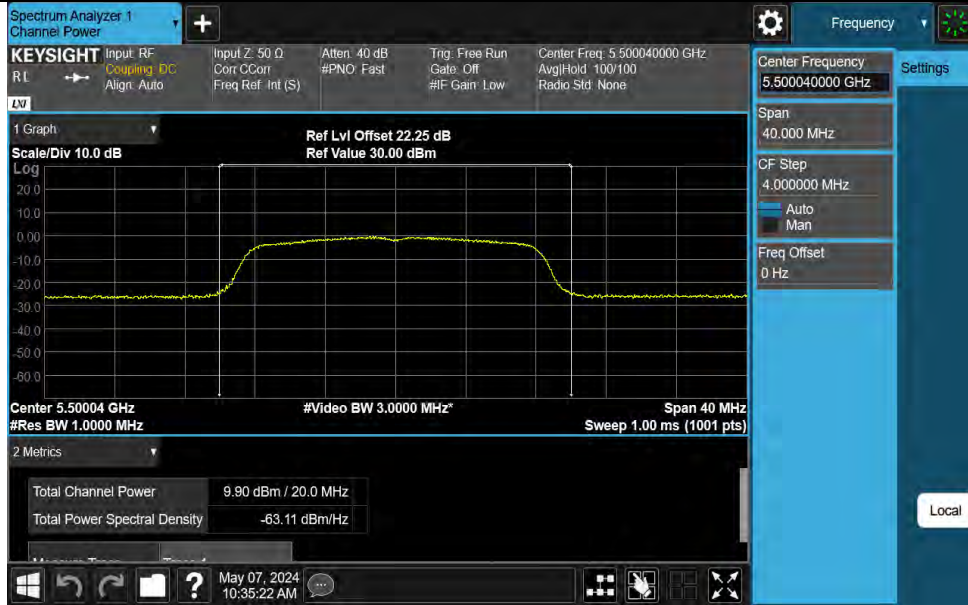 Spectrum Analyzer 1
Channel Power
+
Frequency
KEYSIGHT
RL
LXI
Input: RF
Coupling: DC
Align: Auto
Input Z: 50 Ω
Corr CCorr
Freq Ref: Int (S)
Atten: 40 dB
#PNO: Fast
Trig: Free Run
Gate: Off
#IF Gain: Low
Center Freq: 5.500040000 GHz
Avg|Hold: 100/100
Radio Std: None
Center Frequency
5.500040000 GHz
Settings
Span
40.000 MHz
CF Step
4.000000 MHz
Auto
Man
Freq Offset
0 Hz
1 Graph
Scale/Div 10.0 dB
Ref Lvl Offset 22.25 dB
Ref Value 30.00 dBm
Log
20.0
10.0
0.00
-10.0
-20.0
-30.0
-40.0
-50.0
-60.0
Center 5.50004 GHz
#Video BW 3.0000 MHz*
Span 40 MHz
#Res BW 1.0000 MHz
Sweep 1.00 ms (1001 pts)
2 Metrics
Total Channel Power 9.90 dBm / 20.0 MHz
Total Power Spectral Density -63.11 dBm/Hz
Local
?
May 07, 2024
10:35:22 AM